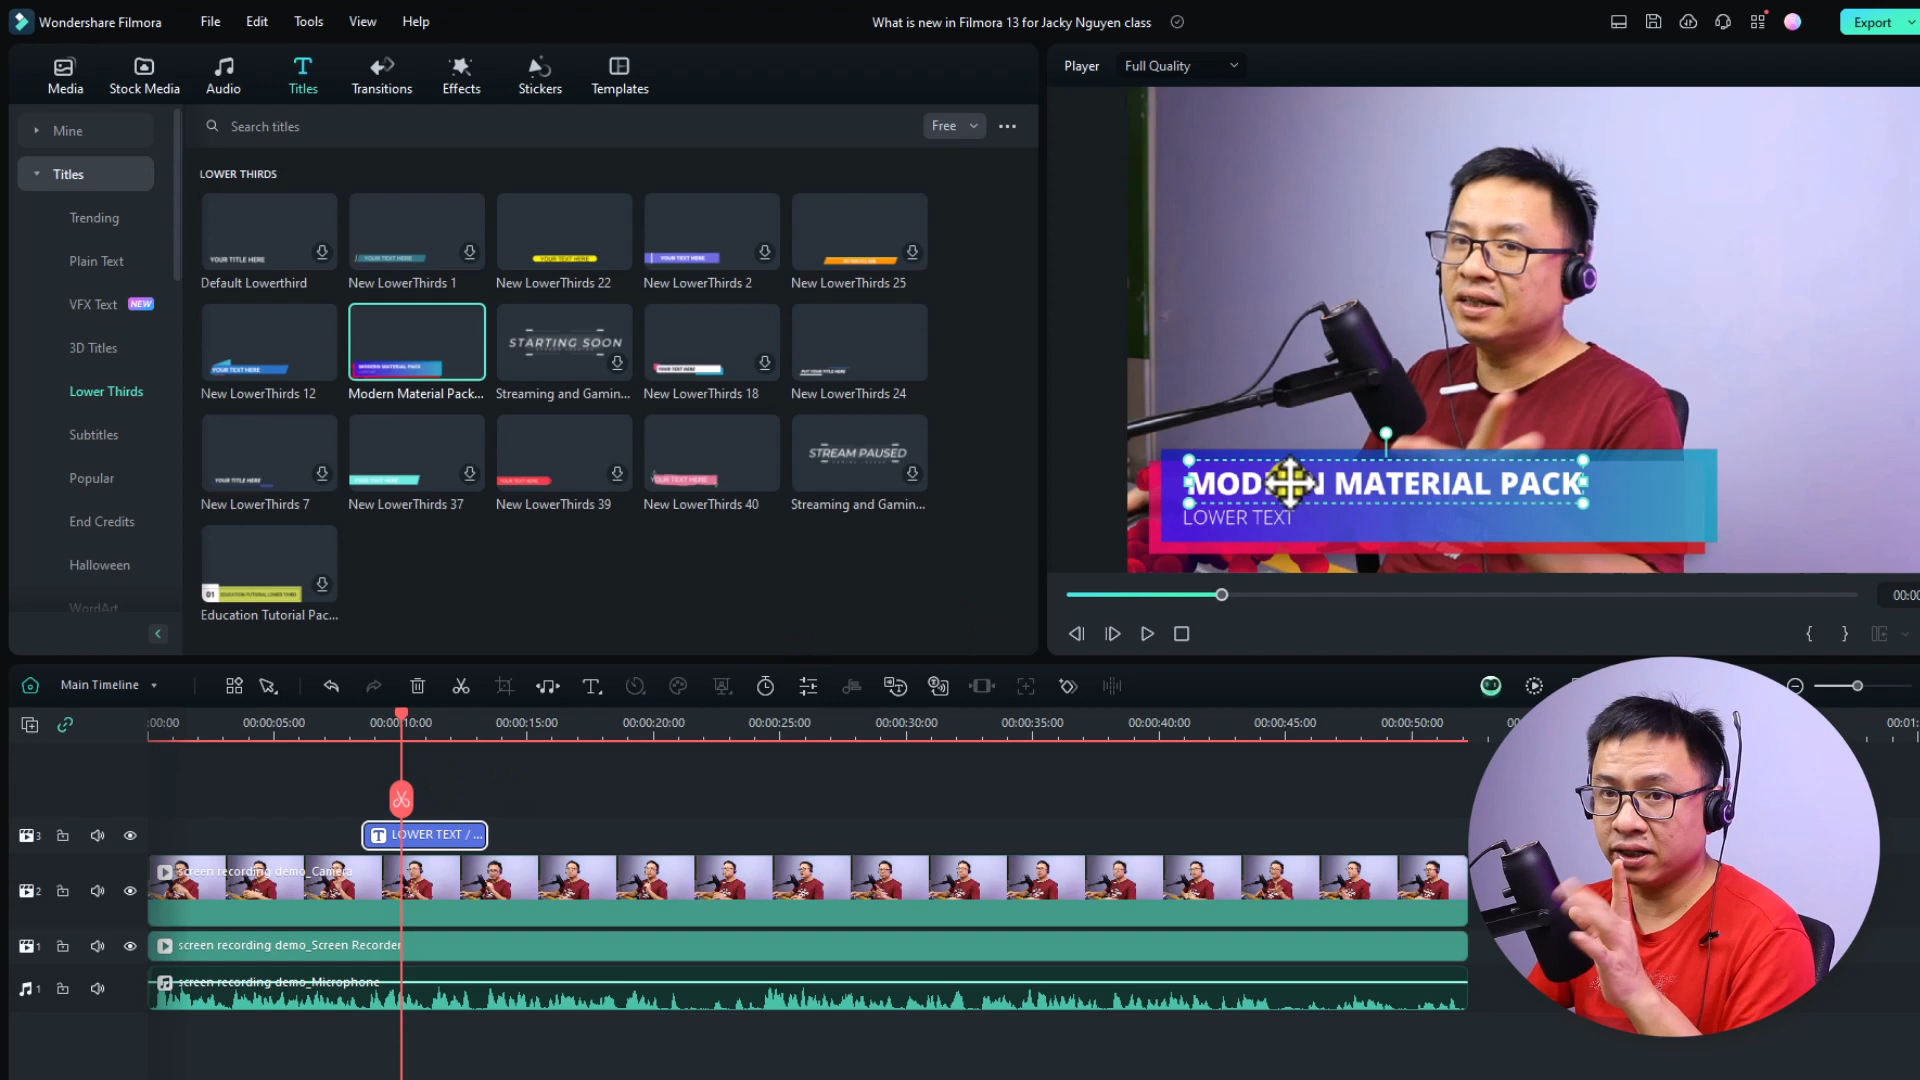 Wondershare Filmora
File Edit Tools View Help
What is new in Filmora 13 for Jacky Nguyen class
Export
Media Stock Media Audio Titles Transitions Effects Stickers Templates
Player Full Quality
Mine
Titles
Trending
Plain Text
VFX Text NEW
3D Titles
Lower Thirds
Subtitles
Popular
End Credits
Halloween
WordArt
Search titles
Free
LOWER THIRDS
YOUR TITLE HERE
YOUR TEXT HERE
YOUR TEXT HERE
YOUR TEXT HERE
Default Lowerthird
New LowerThirds 1
New LowerThirds 22
New LowerThirds 2
New LowerThirds 25
YOUR TEXT HERE
MODERN MATERIAL PACK
STARTING SOON
YOUR TEXT HERE
PUT YOUR TITLE HERE
New LowerThirds 12
Modern Material Pack...
Streaming and Gamin...
New LowerThirds 18
New LowerThirds 24
YOUR TITLE HERE
YOUR TEXT HERE
YOUR TEXT HERE
YOUR TEXT HERE
STREAM PAUSED
New LowerThirds 7
New LowerThirds 37
New LowerThirds 39
New LowerThirds 40
Streaming and Gamin...
01 EDUCATION TUTORIAL LOWER THIRD
Education Tutorial Pac...
MOD N MATERIAL PACK
LOWER TEXT
00:00
Main Timeline
:00:00 00:00:05:00 00:00:10:00 00:00:15:00 00:00:20:00 00:00:25:00 00:00:30:00 00:00:35:00 00:00:40:00 00:00:45:00 00:00:50:00 00:01:
3
LOWER TEXT / ...
2
screen recording demo_Camera
1
screen recording demo_Screen Recorder
1
screen recording demo_Microphone